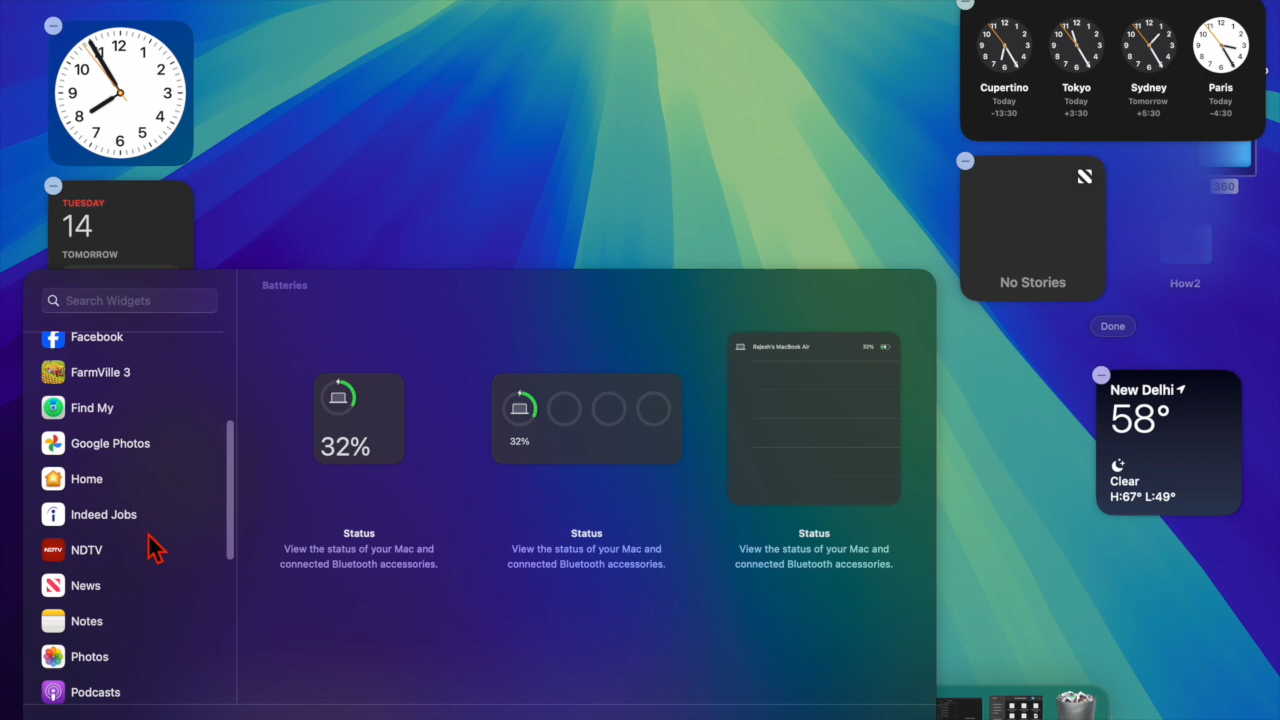 12
11
1
10
2
9
3
8
4
7
5
6
TUESDAY
14
TOMORROW
Cupertino
Today
-13:30
Tokyo
Today
+3:30
Sydney
Tomorrow
+5:30
Paris
Today
-4:30
360
No Stories
How2
Done
New Delhi
58°
Clear
H:67° L:49°
Search Widgets
Facebook
FarmVille 3
Find My
Google Photos
Home
Indeed Jobs
NDTV
NDTV
News
Notes
Photos
Podcasts
Batteries
32%
Status
View the status of your Mac and
connected Bluetooth accessories.
32%
Status
View the status of your Mac and
connected Bluetooth accessories.
Rajesh's MacBook Air 32%
Status
View the status of your Mac and
connected Bluetooth accessories.